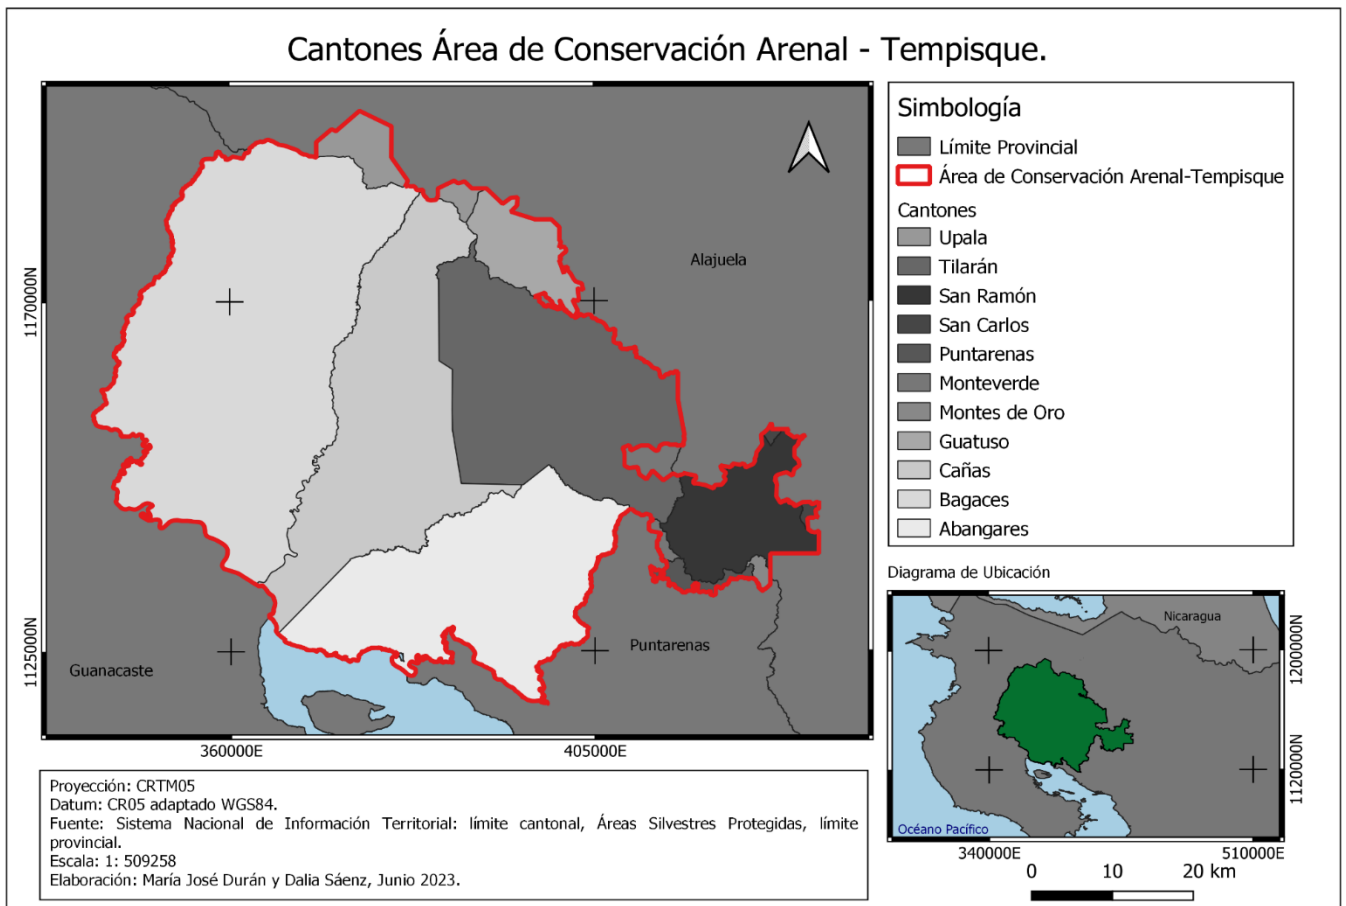 Cantones Área de Conservación Arenal - Tempisque.
Simbología
Límite Provincial
Área de Conservación Arenal-Tempisque
Cantones
Upala
Tilarán
San Ramón
San Carlos
Puntarenas
Monteverde
Montes de Oro
Guatuso
Cañas
Bagaces
Abangares
Alajuela
Puntarenas
Guanacaste
1170000N
1125000N
360000E
405000E
Diagrama de Ubicación
Nicaragua
Océano Pacífico
1200000N
1120000N
340000E
510000E
0 10 20 km
Proyección: CRTM05
Datum: CR05 adaptado WGS84.
Fuente: Sistema Nacional de Información Territorial: límite cantonal, Áreas Silvestres Protegidas, límite
provincial.
Escala: 1: 509258
Elaboración: María José Durán y Dalia Sáenz, Junio 2023.